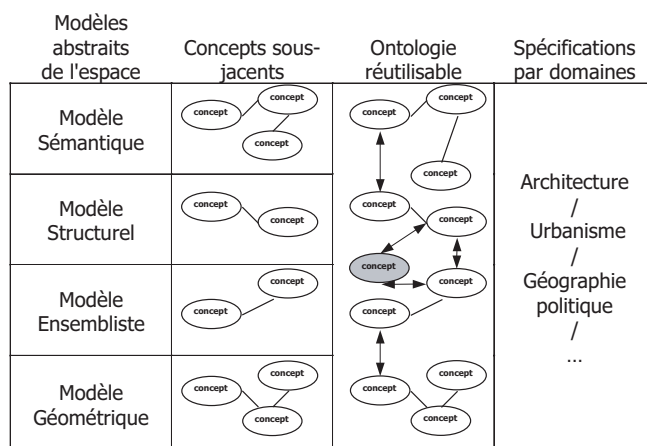 Modèles
abstraits
de l'espace
Concepts sous-
jacents
Ontologie
réutilisable
Spécifications
par domaines
Modèle
Sémantique
concept
concept
concept
concept
concept
concept
Modèle
Structurel
concept
concept
concept
concept
concept
Modèle
Ensembliste
concept
concept
concept
concept
Modèle
Géométrique
concept
concept
concept
concept
concept
concept
Architecture
/
Urbanisme
/
Géographie
politique
/
...